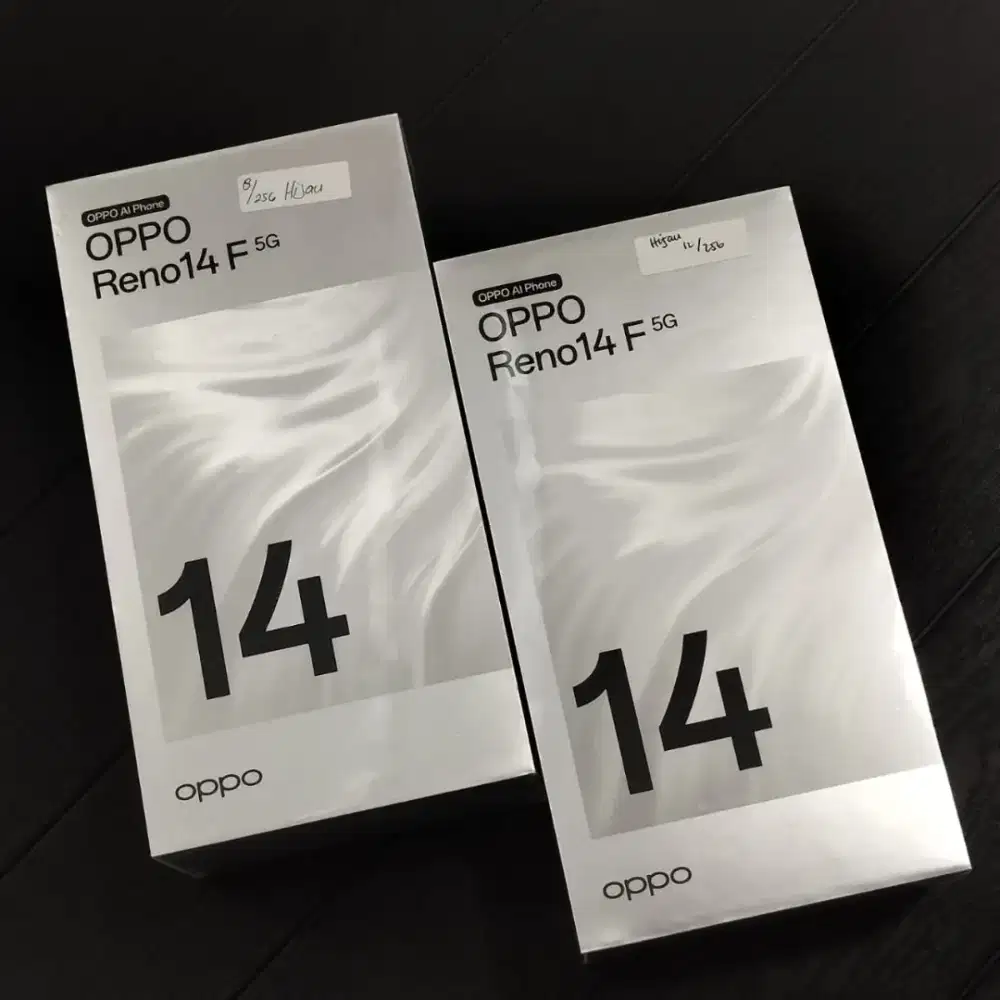 8/256 Hijau
OPPO AI Phone
OPPO
Reno14 F 5G
14
oppo
Hijau 12/256
OPPO AI Phone
OPPO
Reno14 F 5G
14
oppo